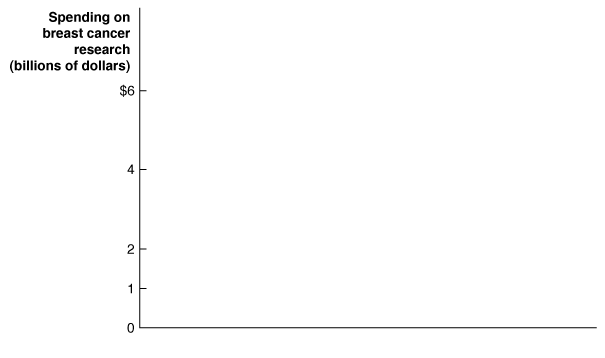 Spending on
breast cancer
research
(billions of dollars)
$6
4
2
1
0